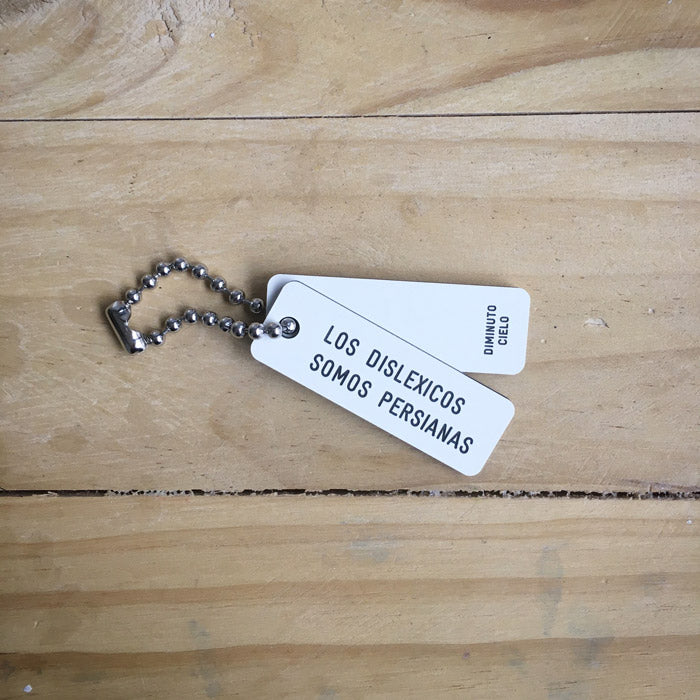 LOS DISLEXICOS
SOMOS PERSIANAS
DIMINUTO
CIELO